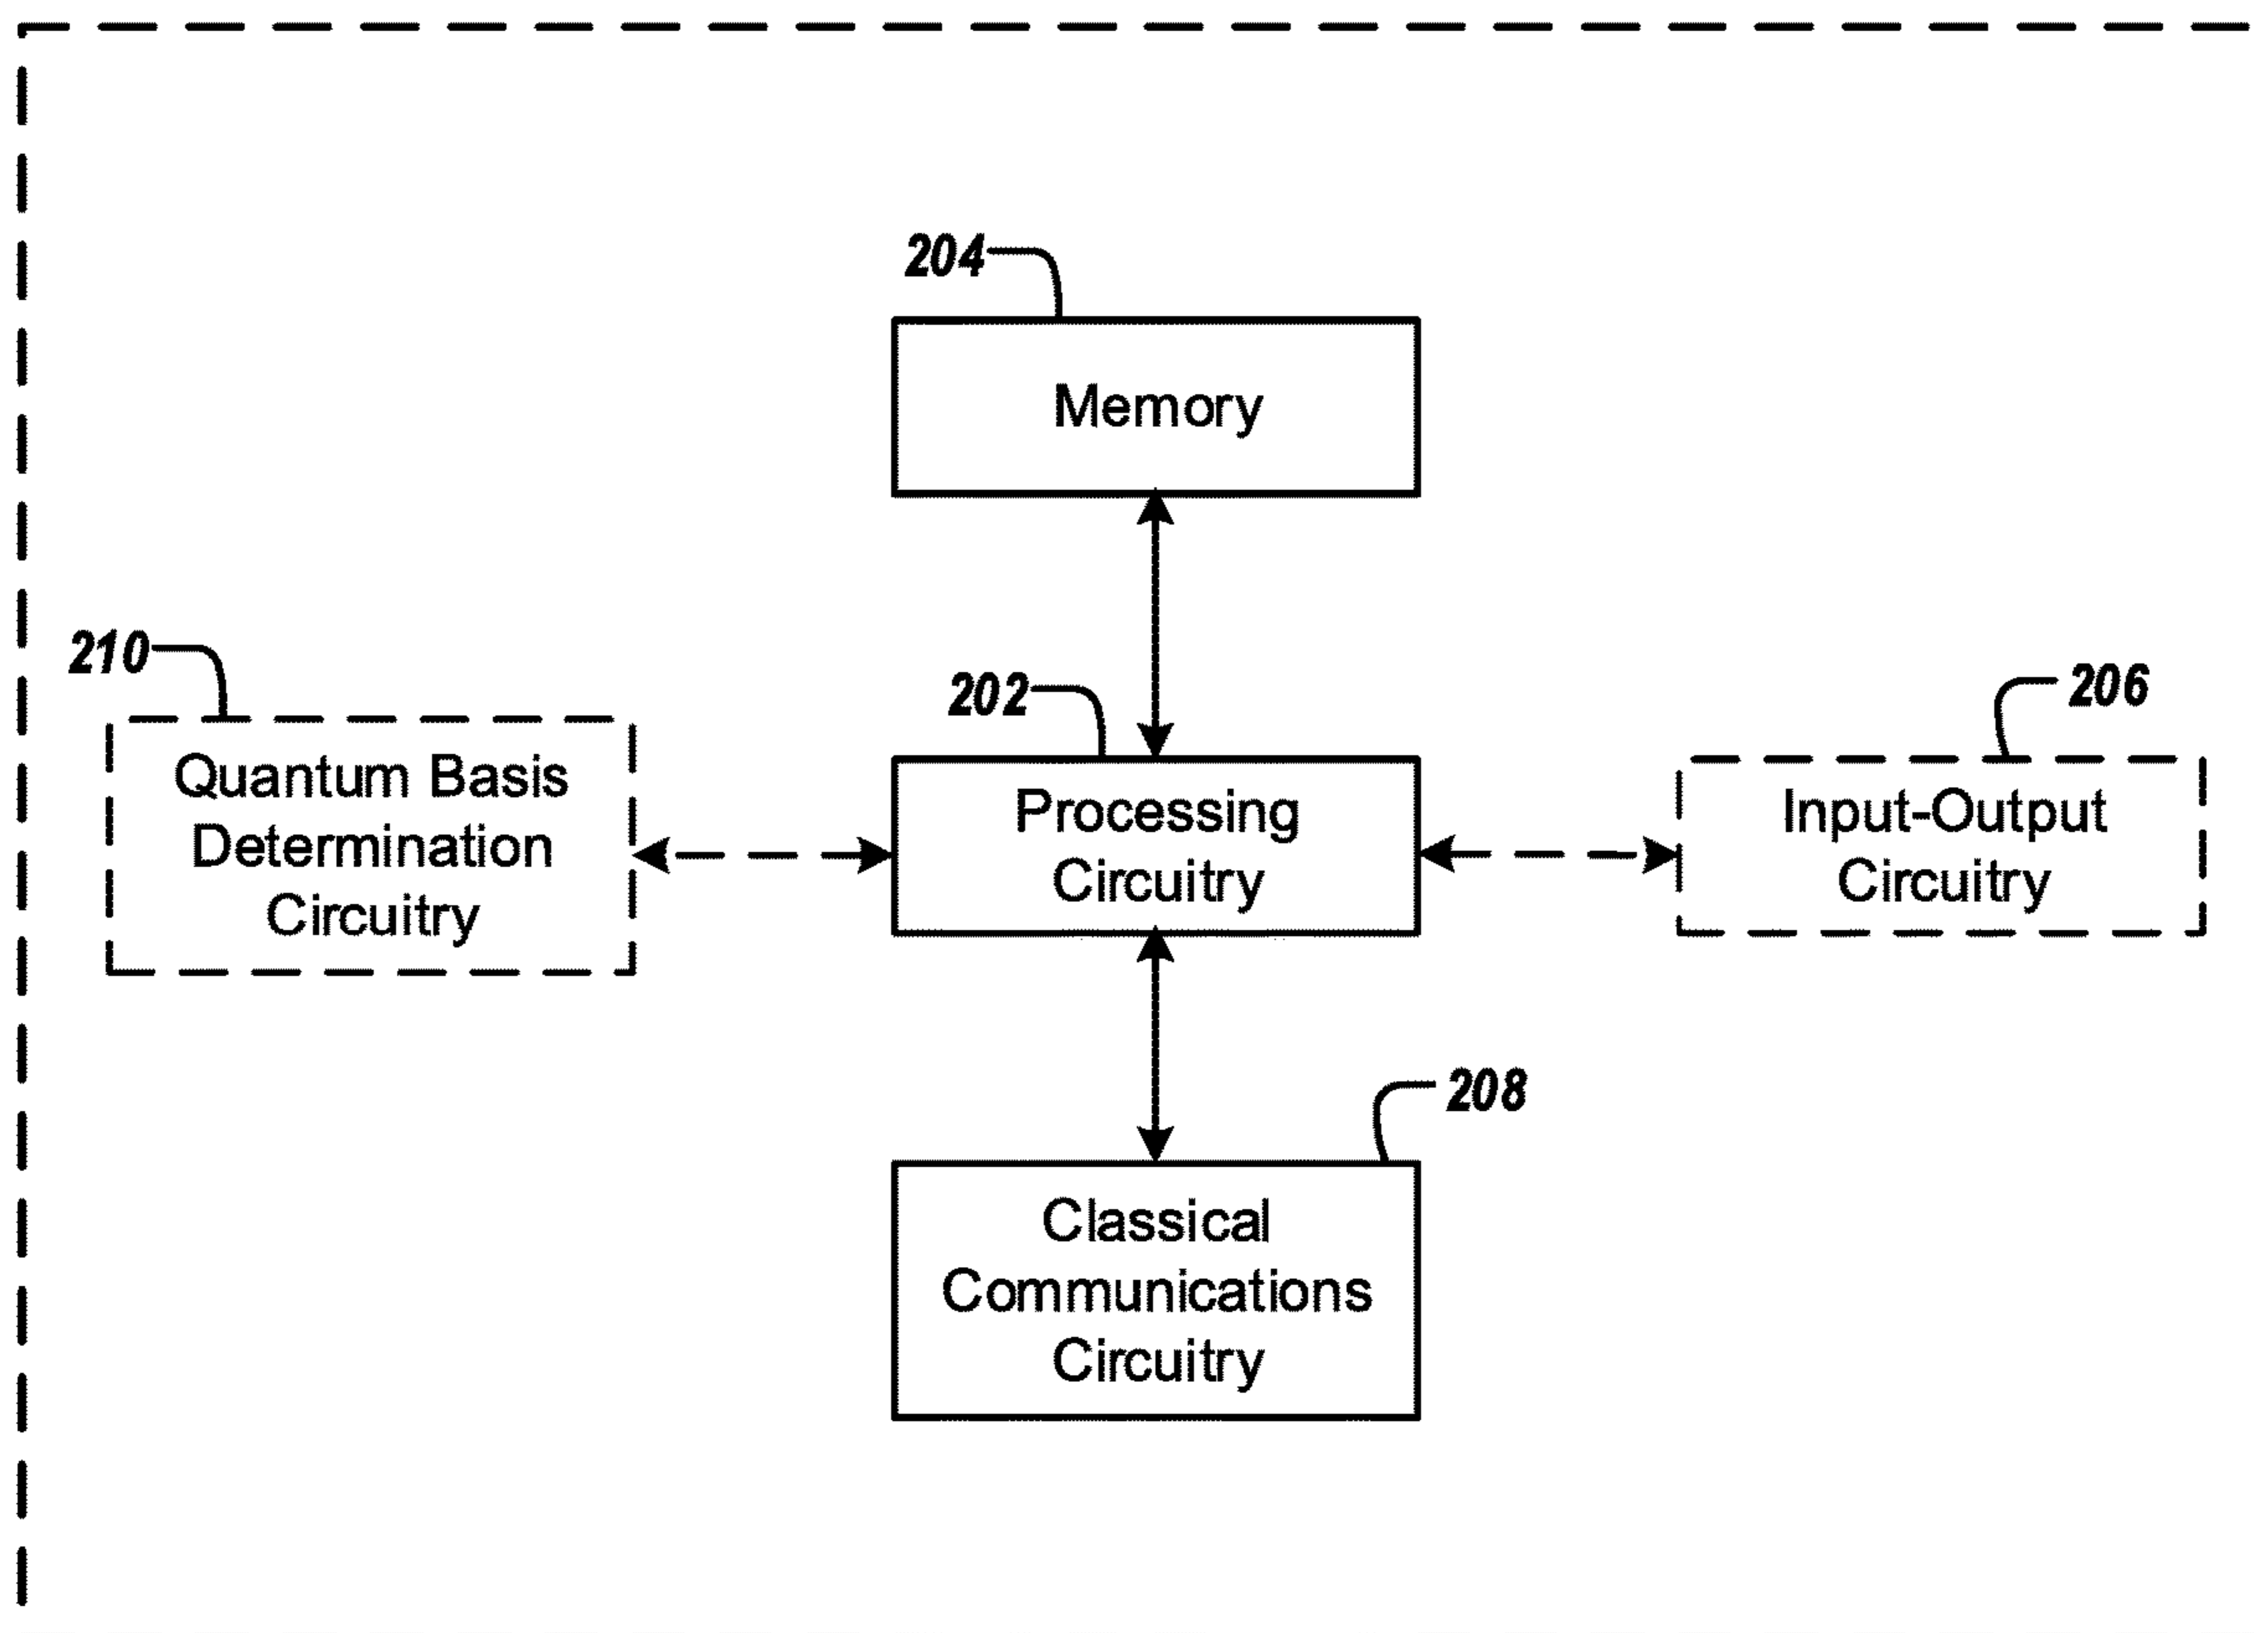 204
Memory
210
202
206
Quantum Basis
Determination
Circuitry
Processing
Circuitry
Input-Output
Circuitry
208
Classical
Communications
Circuitry